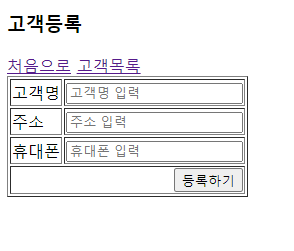 고객등록
처음으로 고객목록
고객명 고객명 입력
주소 주소 입력
휴대폰 휴대폰 입력
등록하기